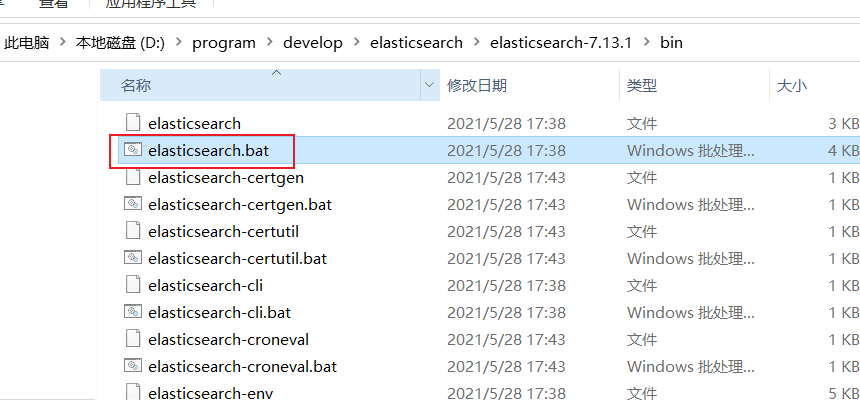 查看 应用程序工具
此电脑 > 本地磁盘 (D:) > program > develop > elasticsearch > elasticsearch-7.13.1 > bin
名称 修改日期 类型 大小
elasticsearch 2021/5/28 17:38 文件 3 KB
elasticsearch.bat 2021/5/28 17:38 Windows 批处理... 4 KB
elasticsearch-certgen 2021/5/28 17:43 文件 1 KB
elasticsearch-certgen.bat 2021/5/28 17:43 Windows 批处理... 1 KB
elasticsearch-certutil 2021/5/28 17:43 文件 1 KB
elasticsearch-certutil.bat 2021/5/28 17:43 Windows 批处理... 1 KB
elasticsearch-cli 2021/5/28 17:38 文件 1 KB
elasticsearch-cli.bat 2021/5/28 17:38 Windows 批处理... 1 KB
elasticsearch-croneval 2021/5/28 17:43 文件 1 KB
elasticsearch-croneval.bat 2021/5/28 17:43 Windows 批处理... 1 KB
elasticsearch-env 2021/5/28 17:38 文件 5 KB